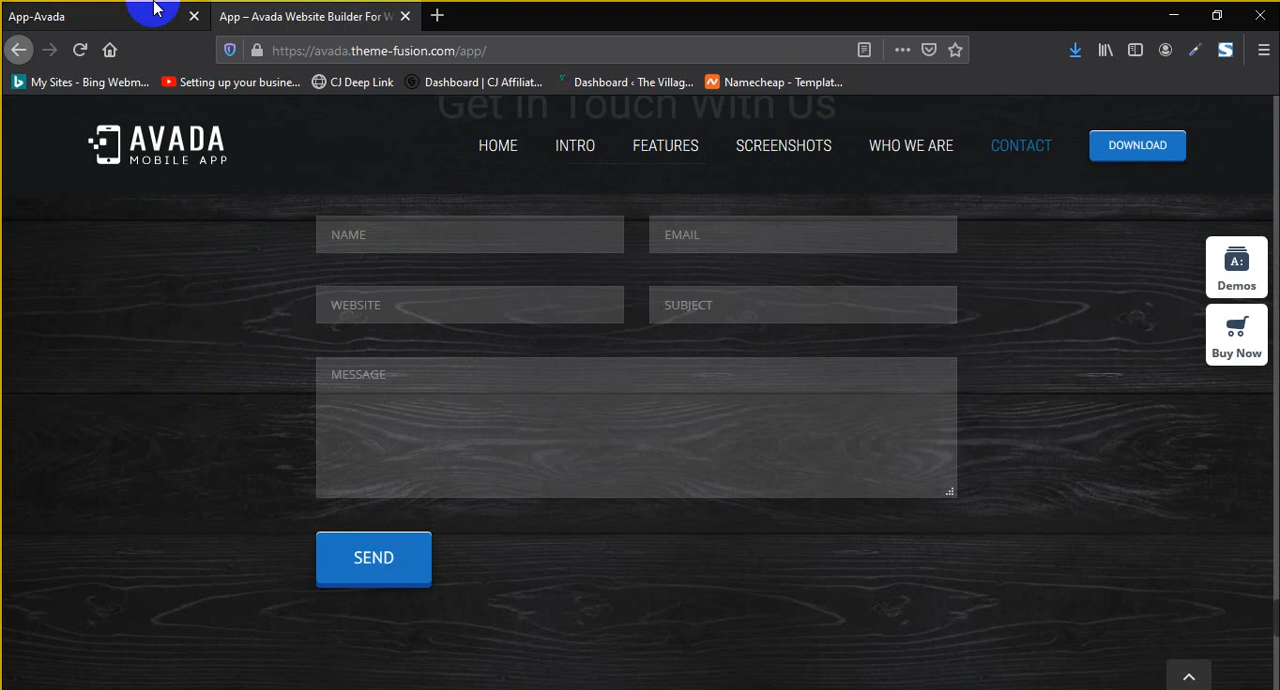 App-Avada
App – Avada Website Builder For W
https://avada.theme-fusion.com/app/
My Sites - Bing Webm...
Setting up your busine...
CJ Deep Link
Dashboard | CJ Affiliat...
Dashboard ‹ The Villag...
Namecheap - Templat...
Get In Touch With Us
AVADA
MOBILE APP
HOME
INTRO
FEATURES
SCREENSHOTS
WHO WE ARE
CONTACT
DOWNLOAD
NAME
EMAIL
A:
Demos
WEBSITE
SUBJECT
Buy Now
MESSAGE
SEND